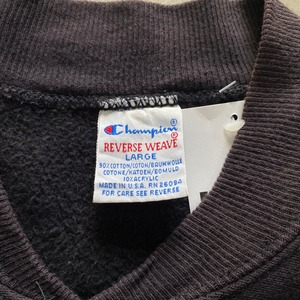 Champion®
REVERSE WEAVE®
LARGE
90% COTTON/COTON/BAUMWOLLE
COTONE/KATOEN/BOMULD
10% ACRYLIC
MADE IN U.S.A. RN 26094
FOR CARE SEE REVERSE